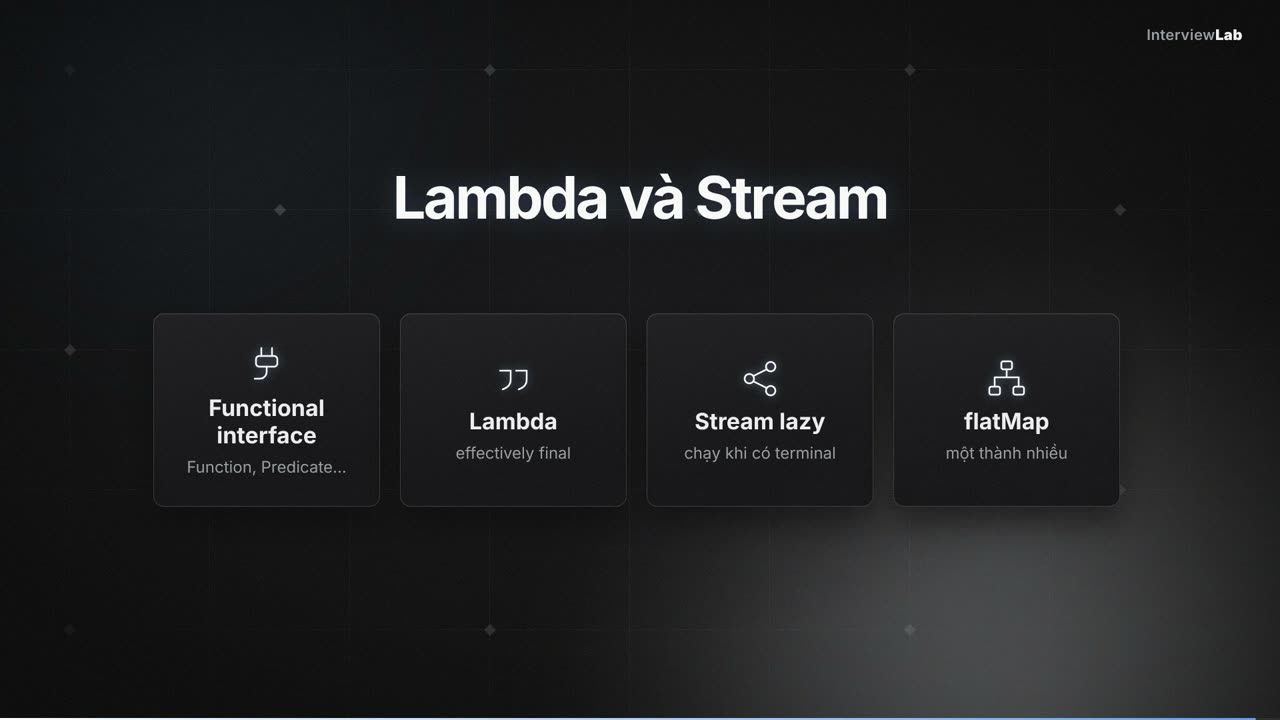 InterviewLab
Lambda và Stream
Functional
interface
Function, Predicate...
Lambda
effectively final
Stream lazy
chạy khi có terminal
flatMap
một thành nhiều